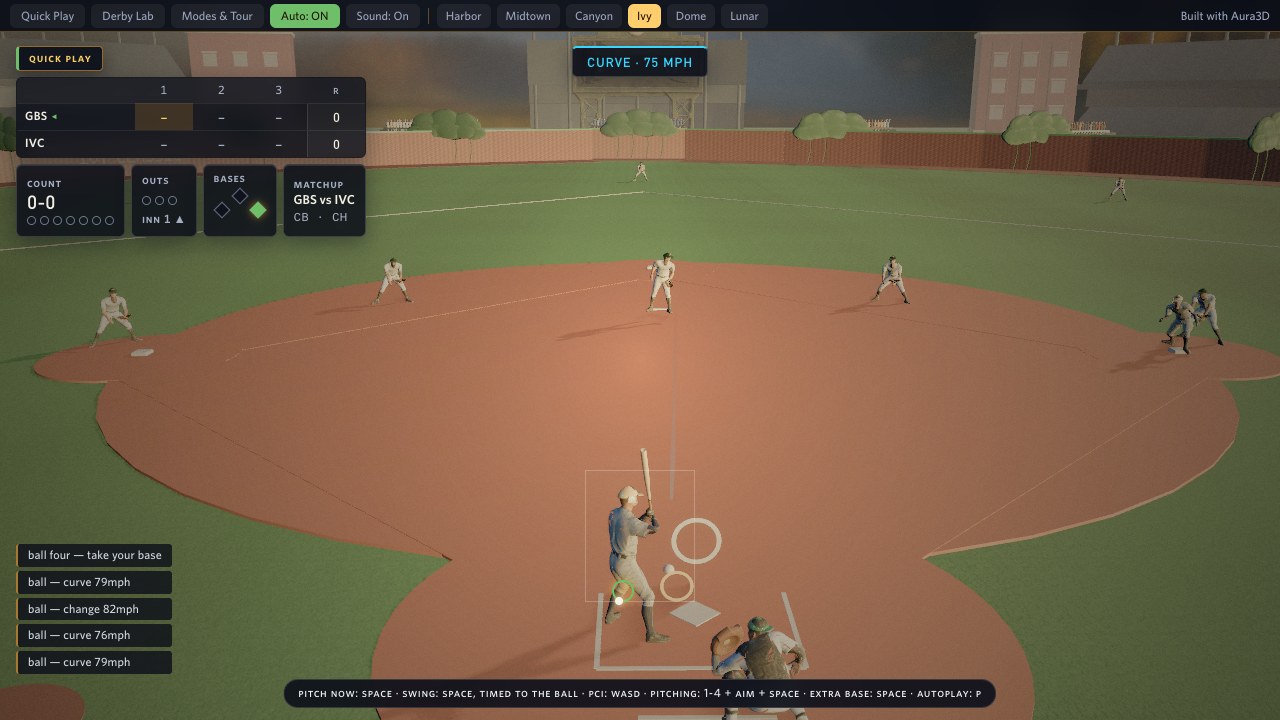 Quick Play Derby Lab Modes & Tour Auto: ON Sound: On Harbor Midtown Canyon Ivy Dome Lunar Built with Aura3D
QUICK PLAY
CURVE · 75 MPH
1 2 3 R
GBS ◂ – – – 0
IVC – – – 0
COUNT
0-0
OUTS
INN 1 ▲
BASES
MATCHUP
GBS vs IVC
CB · CH
ball four — take your base
ball — curve 79mph
ball — change 82mph
ball — curve 76mph
ball — curve 79mph
PITCH NOW: SPACE · SWING: SPACE, TIMED TO THE BALL · PCI: WASD · PITCHING: 1-4 + AIM + SPACE · EXTRA BASE: SPACE · AUTOPLAY: P